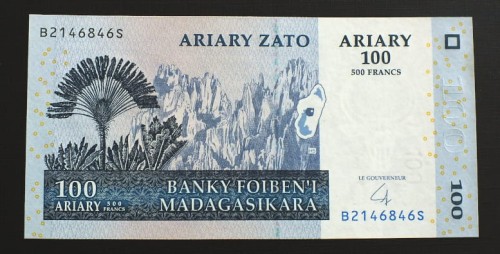 B2146846S
ARIARY ZATO
ARIARY
100
500 FRANCS
LE GOUVERNEUR
100
ARIARY 500 FRANCS
BANKY FOIBEN'I
MADAGASIKARA
B2146846S
100